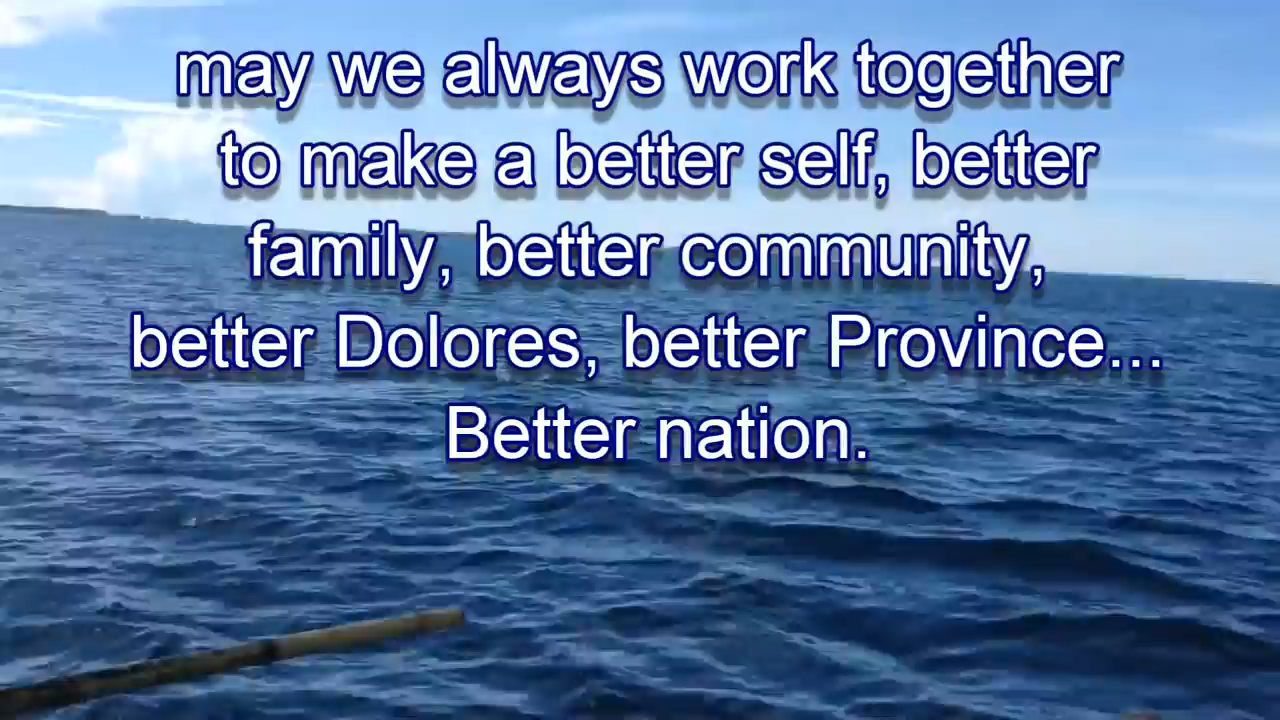 may we always work together
to make a better self, better
family, better community,
better Dolores, better Province...
Better nation.